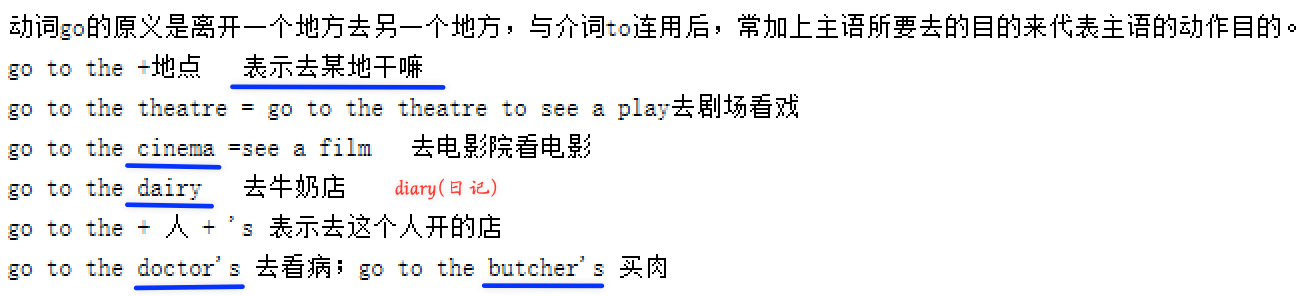 动词go的原义是离开一个地方去另一个地方，与介词to连用后，常加上主语所要去的目的来代表主语的动作目的。
go to the +地点 表示去某地干嘛
go to the theatre = go to the theatre to see a play去剧场看戏
go to the cinema =see a film 去电影院看电影
go to the dairy 去牛奶店 diary(日记)
go to the + 人 + 's 表示去这个人开的店
go to the doctor's 去看病；go to the butcher's 买肉